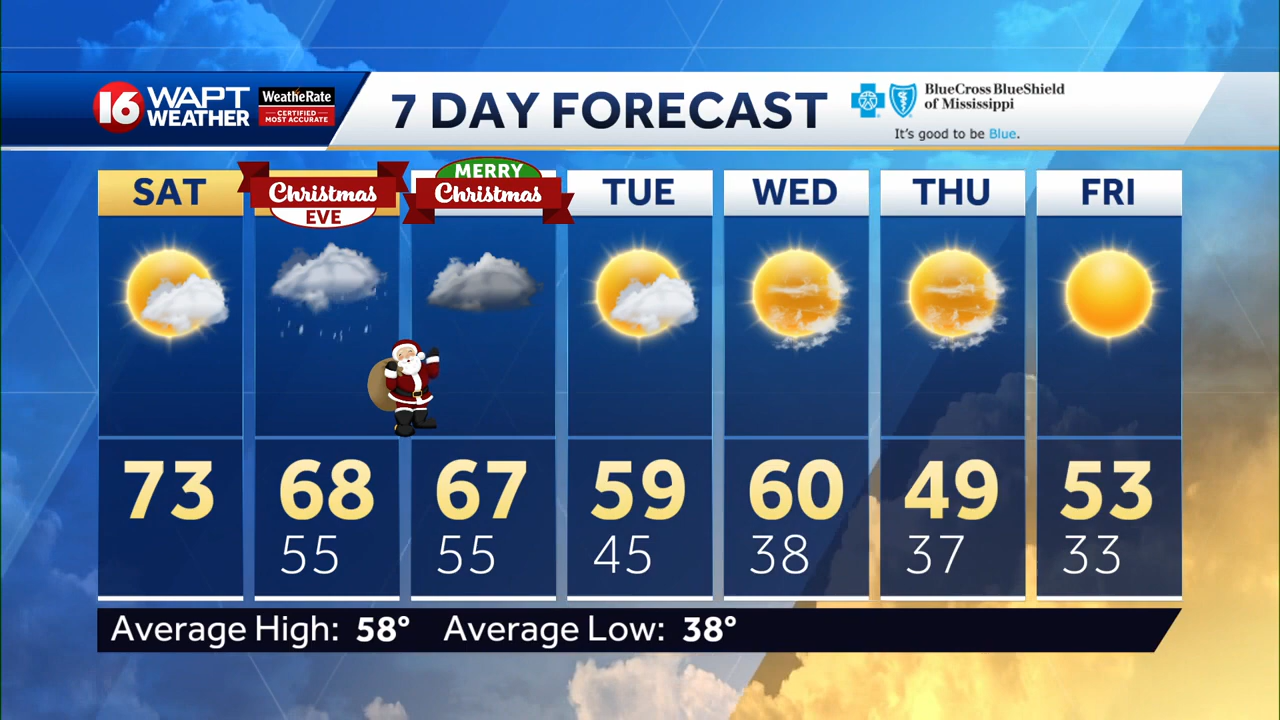 16 WAPT WEATHER
WeatheRate
CERTIFIED
MOST ACCURATE
7 DAY FORECAST
BlueCross BlueShield
of Mississippi
It's good to be Blue.
SAT
Christmas
EVE
MERRY
Christmas
TUE
WED
THU
FRI
73
68
67
59
60
49
53
55
55
45
38
37
33
Average High: 58° Average Low: 38°